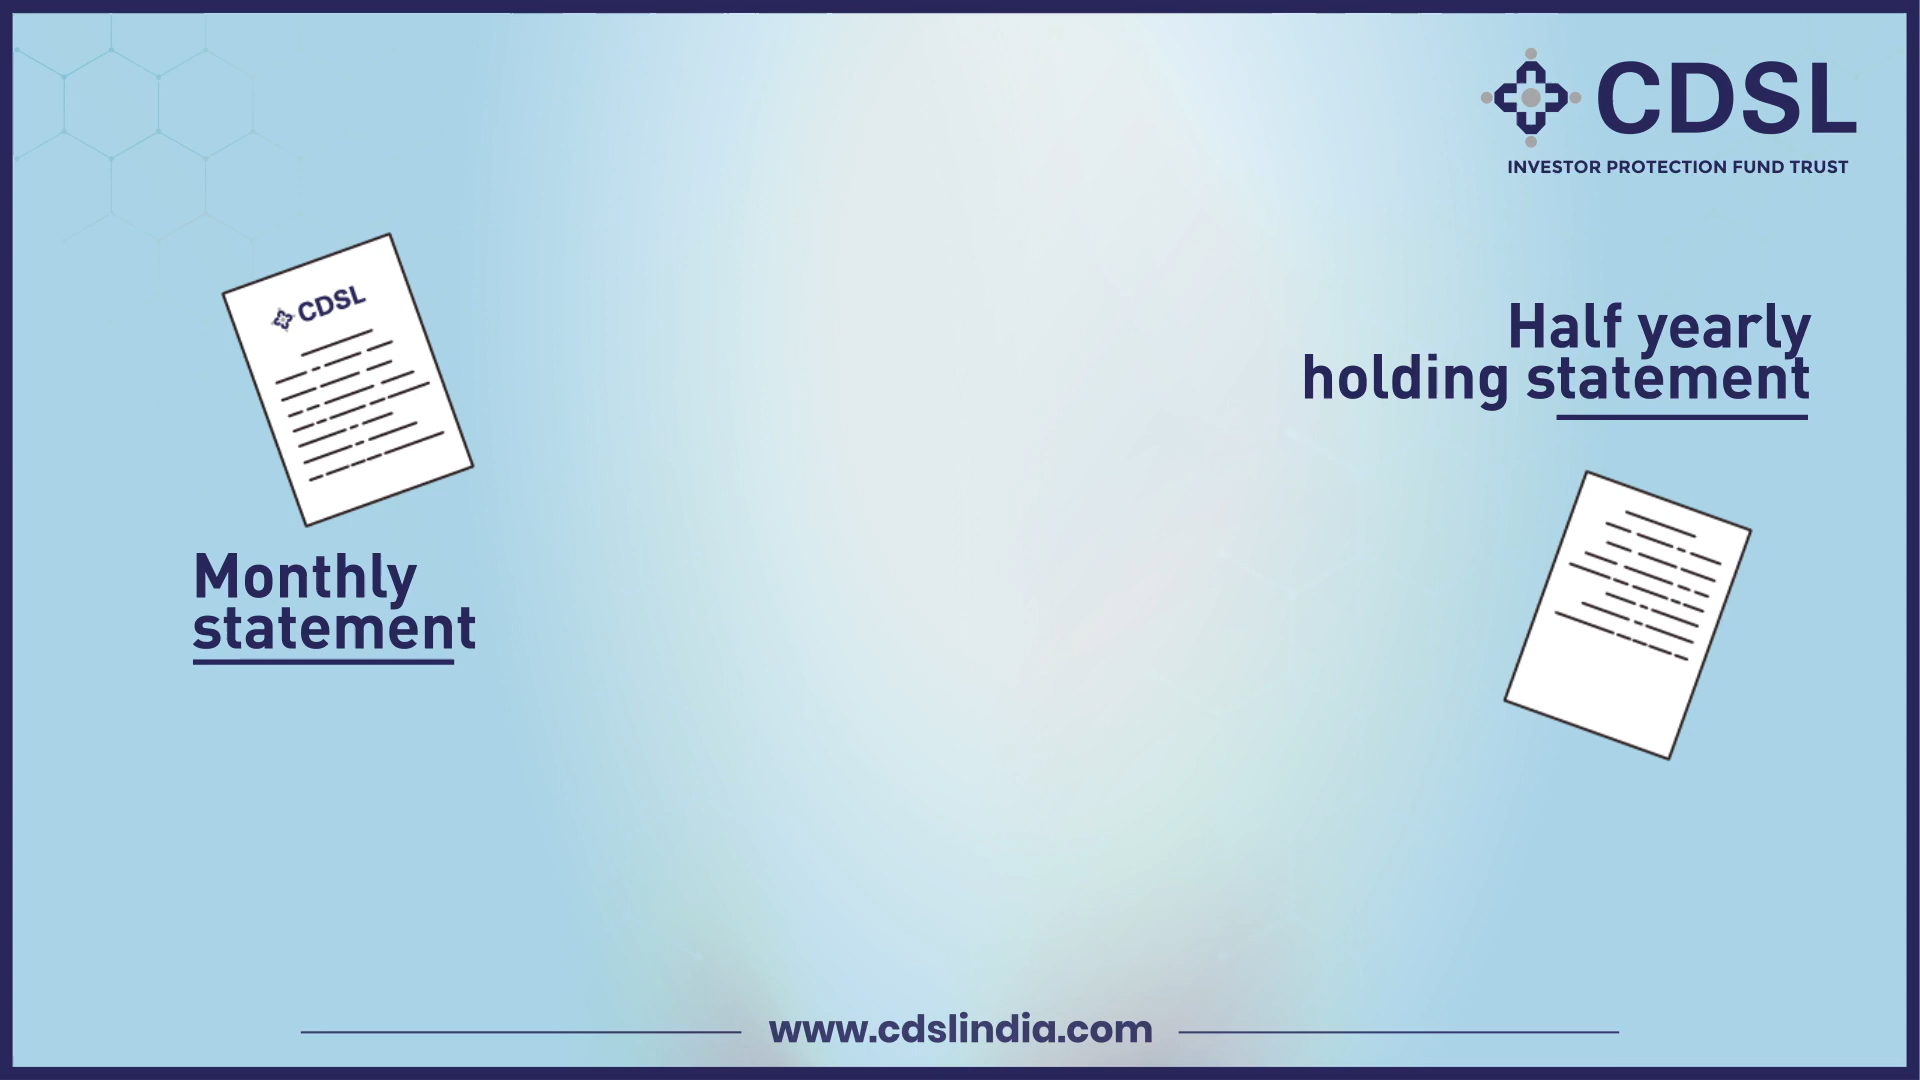 CDSL
INVESTOR PROTECTION FUND TRUST
CDSL
Monthly
statement
Half yearly
holding statement
www.cdslindia.com